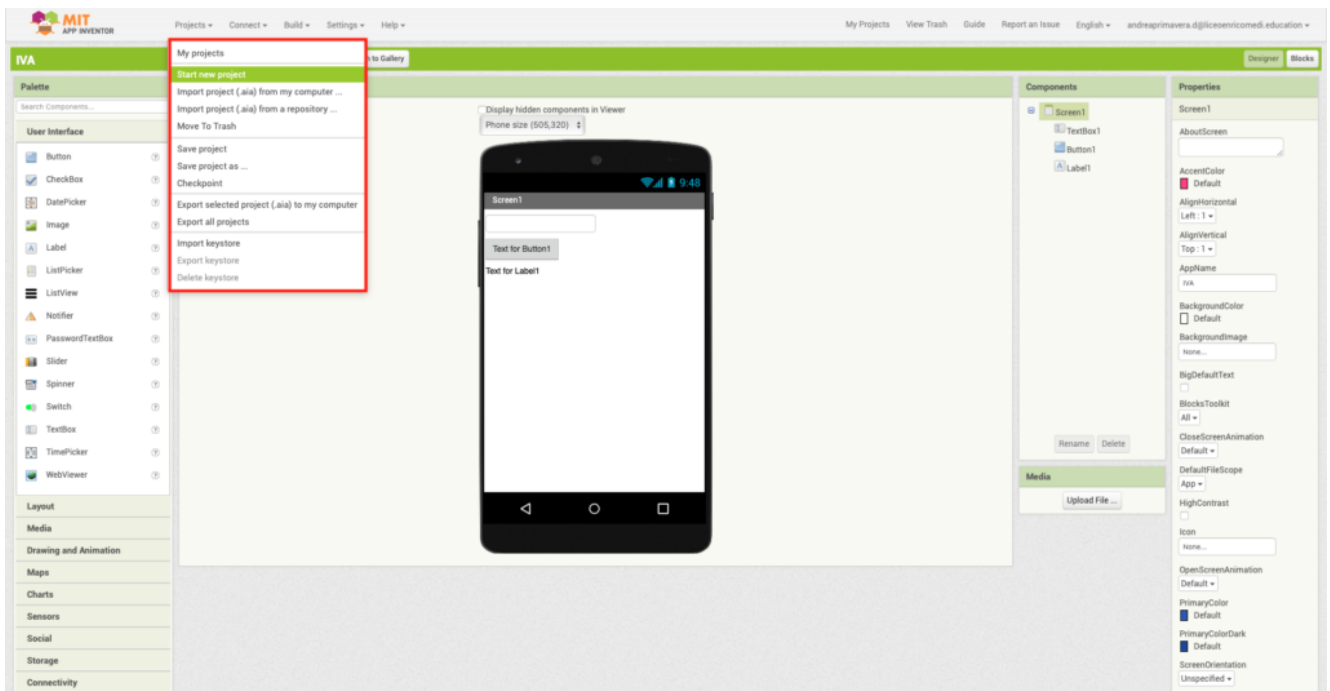 MIT
APP INVENTOR
Projects
Connect
Build
Settings
Help
My Projects
View Trash
Guide
Report an Issue
English
andreaprimavera.d@liceoenricomedi.education
IVA
to Gallery
Designer
Blocks
My projects
Start new project
Import project (.aia) from my computer ...
Import project (.aia) from a repository ...
Move To Trash
Save project
Save project as ...
Checkpoint
Export selected project (.aia) to my computer
Export all projects
Import keystore
Export keystore
Delete keystore
Palette
Search Components...
User Interface
Button
CheckBox
DatePicker
Image
Label
ListPicker
ListView
Notifier
PasswordTextBox
Slider
Spinner
Switch
TextBox
TimePicker
WebViewer
Layout
Media
Drawing and Animation
Maps
Charts
Sensors
Social
Storage
Connectivity
Display hidden components in Viewer
Phone size (505,320)
9:48
Screen1
Text for Button1
Text for Label1
Components
Screen1
TextBox1
Button1
Label1
Rename
Delete
Media
Upload File ...
Properties
Screen1
AboutScreen
AccentColor
Default
AlignHorizontal
Left : 1
AlignVertical
Top : 1
AppName
IVA
BackgroundColor
Default
BackgroundImage
None...
BigDefaultText
BlocksToolkit
All
CloseScreenAnimation
Default
DefaultFileScope
App
HighContrast
Icon
None...
OpenScreenAnimation
Default
PrimaryColor
Default
PrimaryColorDark
Default
ScreenOrientation
Unspecified